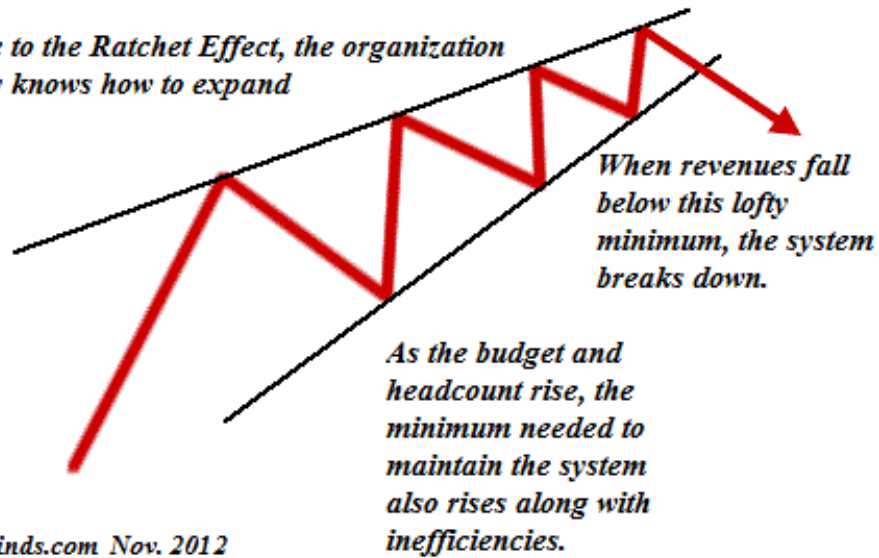 to the Ratchet Effect, the organization
knows how to expand
When revenues fall
below this lofty
minimum, the system
breaks down.
As the budget and
headcount rise, the
minimum needed to
maintain the system
also rises along with
inefficiencies.
inds.com Nov. 2012